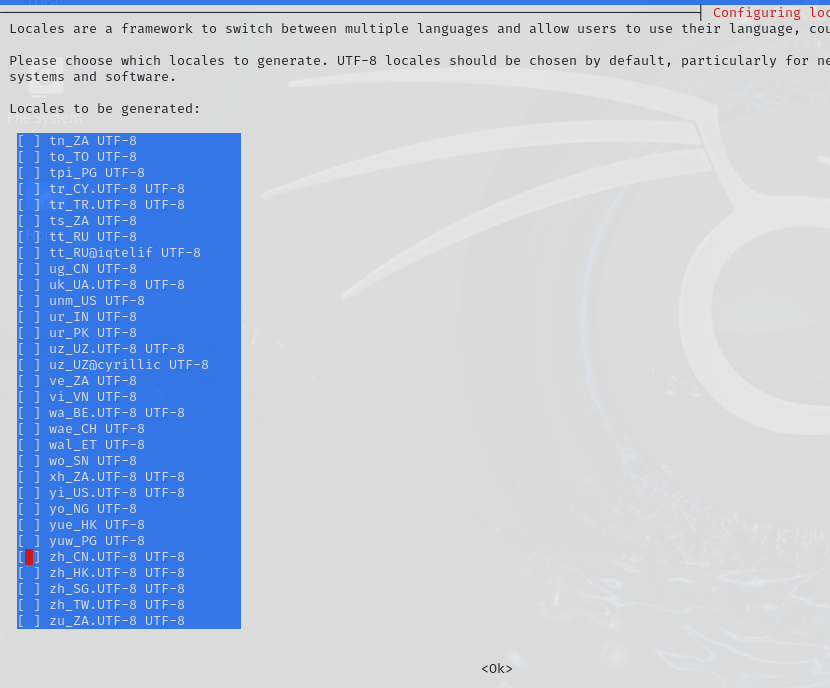 Configuring loc
Locales are a framework to switch between multiple languages and allow users to use their language, cou
Please choose which locales to generate. UTF-8 locales should be chosen by default, particularly for ne
systems and software.
Locales to be generated:
File System
[ ] tn_ZA UTF-8
[ ] to_TO UTF-8
[ ] tpi_PG UTF-8
[ ] tr_CY.UTF-8 UTF-8
[ ] tr_TR.UTF-8 UTF-8
[ ] ts_ZA UTF-8
[ ] tt_RU UTF-8
[ ] tt_RU@iqtelif UTF-8
[ ] ug_CN UTF-8
[ ] uk_UA.UTF-8 UTF-8
[ ] unm_US UTF-8
[ ] ur_IN UTF-8
[ ] ur_PK UTF-8
[ ] uz_UZ.UTF-8 UTF-8
[ ] uz_UZ@cyrillic UTF-8
[ ] ve_ZA UTF-8
[ ] vi_VN UTF-8
[ ] wa_BE.UTF-8 UTF-8
[ ] wae_CH UTF-8
[ ] wal_ET UTF-8
[ ] wo_SN UTF-8
[ ] xh_ZA.UTF-8 UTF-8
[ ] yi_US.UTF-8 UTF-8
[ ] yo_NG UTF-8
[ ] yue_HK UTF-8
[ ] yuw_PG UTF-8
[ ] zh_CN.UTF-8 UTF-8
[ ] zh_HK.UTF-8 UTF-8
[ ] zh_SG.UTF-8 UTF-8
[ ] zh_TW.UTF-8 UTF-8
[ ] zu_ZA.UTF-8 UTF-8
<Ok>